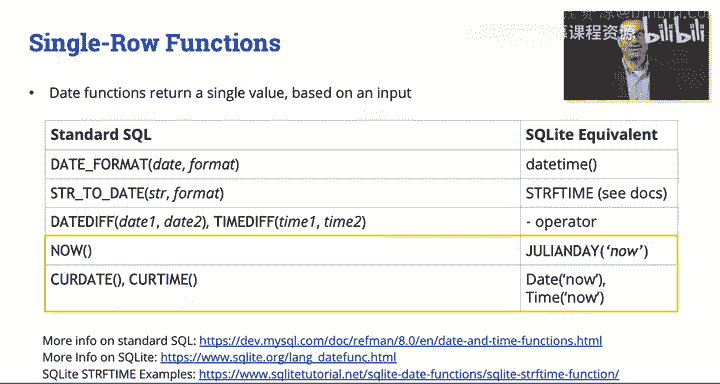 资源@bilibili
课程资源 bilibili
Single-Row Functions
• Date functions return a single value, based on an input
Standard SQL SQLite Equivalent
DATE_FORMAT(date, format) datetime()
STR_TO_DATE(str, format) STRFTIME (see docs)
DATEDIFF(date1, date2), TIMEDIFF(time1, time2) - operator
NOW() JULIANDAY(‘now’)
CURDATE(), CURTIME() Date(‘now’),
Time(‘now’)
More info on standard SQL: https://dev.mysql.com/doc/refman/8.0/en/date-and-time-functions.html
More Info on SQLite: https://www.sqlite.org/lang_datefunc.html
SQLite STRFTIME Examples: https://www.sqlitetutorial.net/sqlite-date-functions/sqlite-strftime-function/